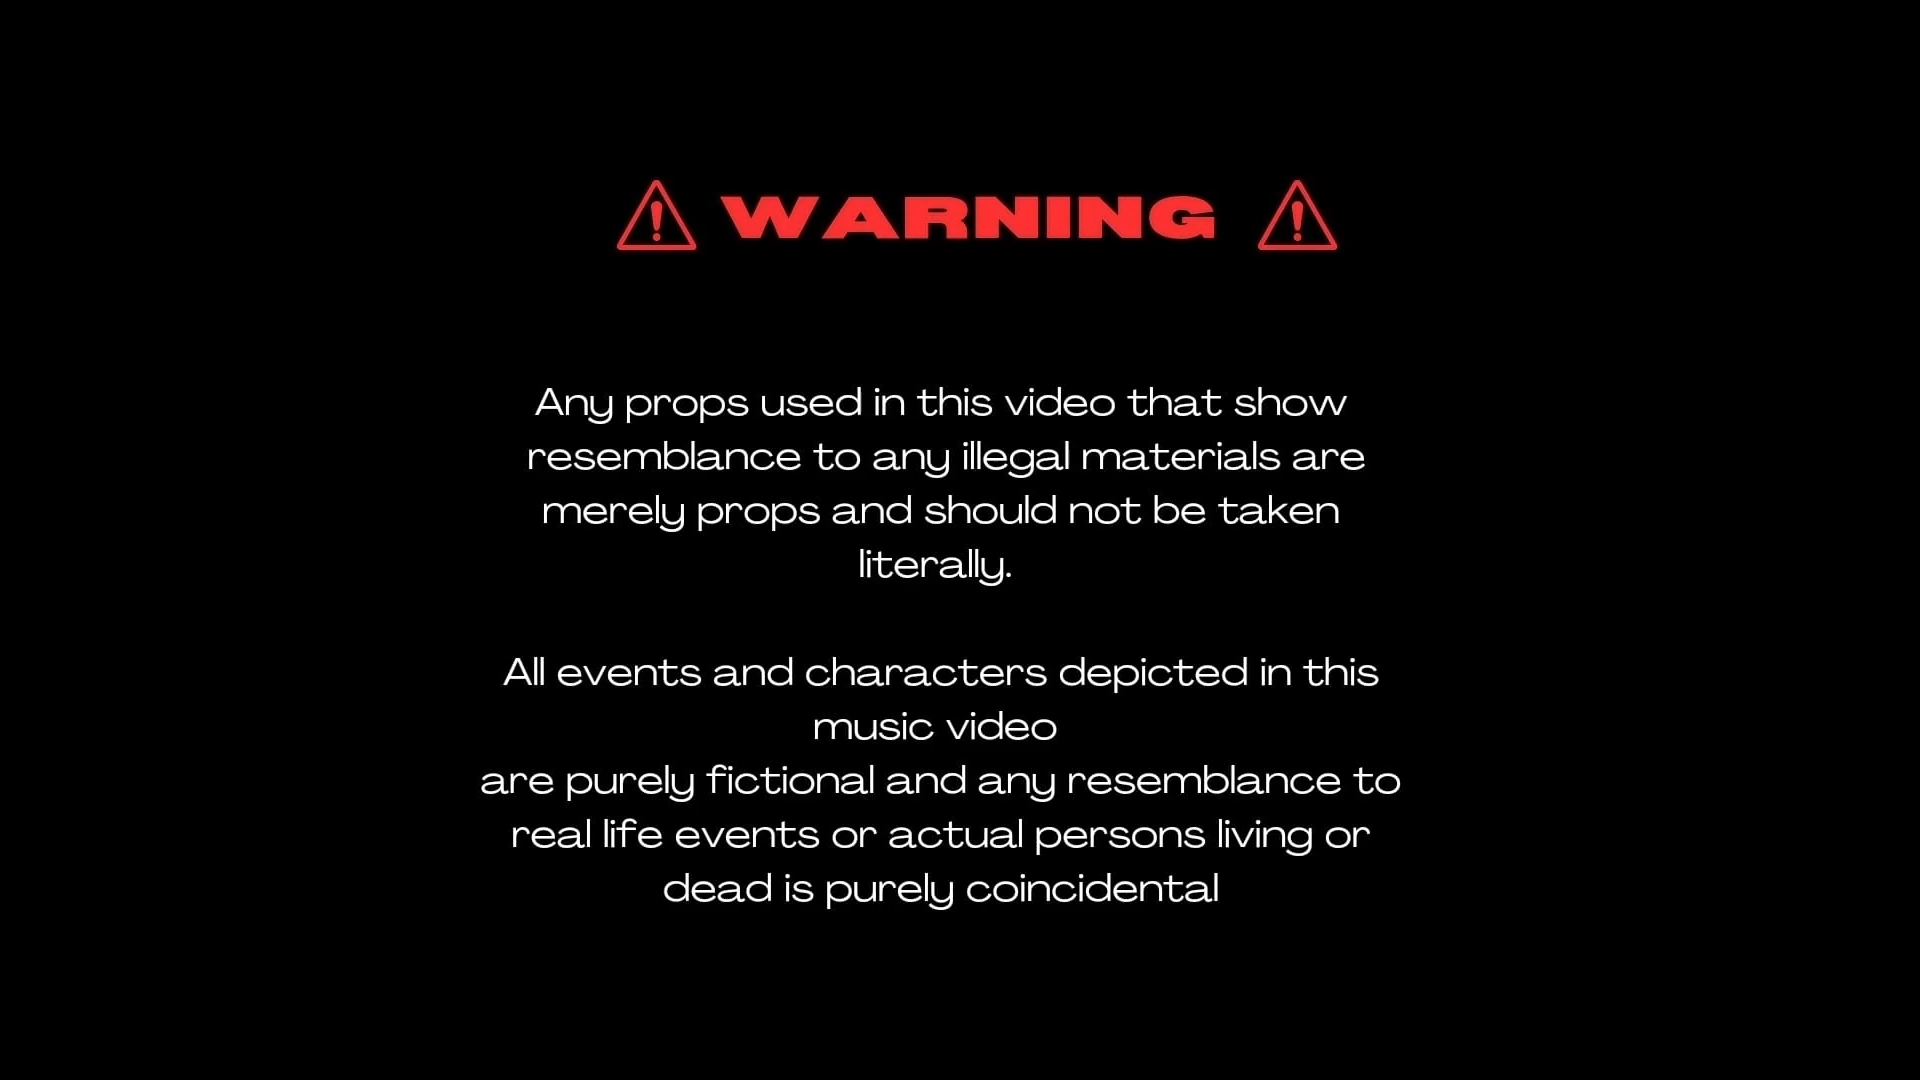 WARNING
Any props used in this video that show
resemblance to any illegal materials are
merely props and should not be taken
literally.
All events and characters depicted in this
music video
are purely fictional and any resemblance to
real life events or actual persons living or
dead is purely coincidental